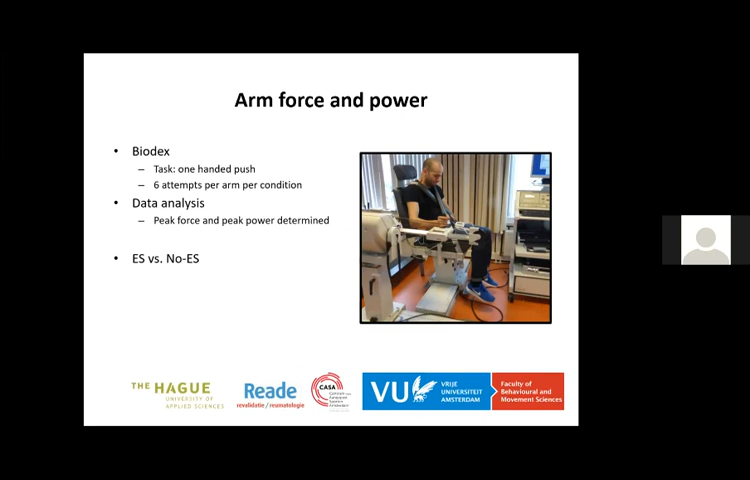 Arm force and power
• Biodex
– Task: one handed push
– 6 attempts per arm per condition
• Data analysis
– Peak force and peak power determined
• ES vs. No-ES
THE HAGUE
UNIVERSITY OF
APPLIED SCIENCES
Reade
revalidatie / reumatologie
CASA
Amsterdam
VU
VRIJE
UNIVERSITEIT
AMSTERDAM
Faculty of
Behavioural and
Movement Sciences